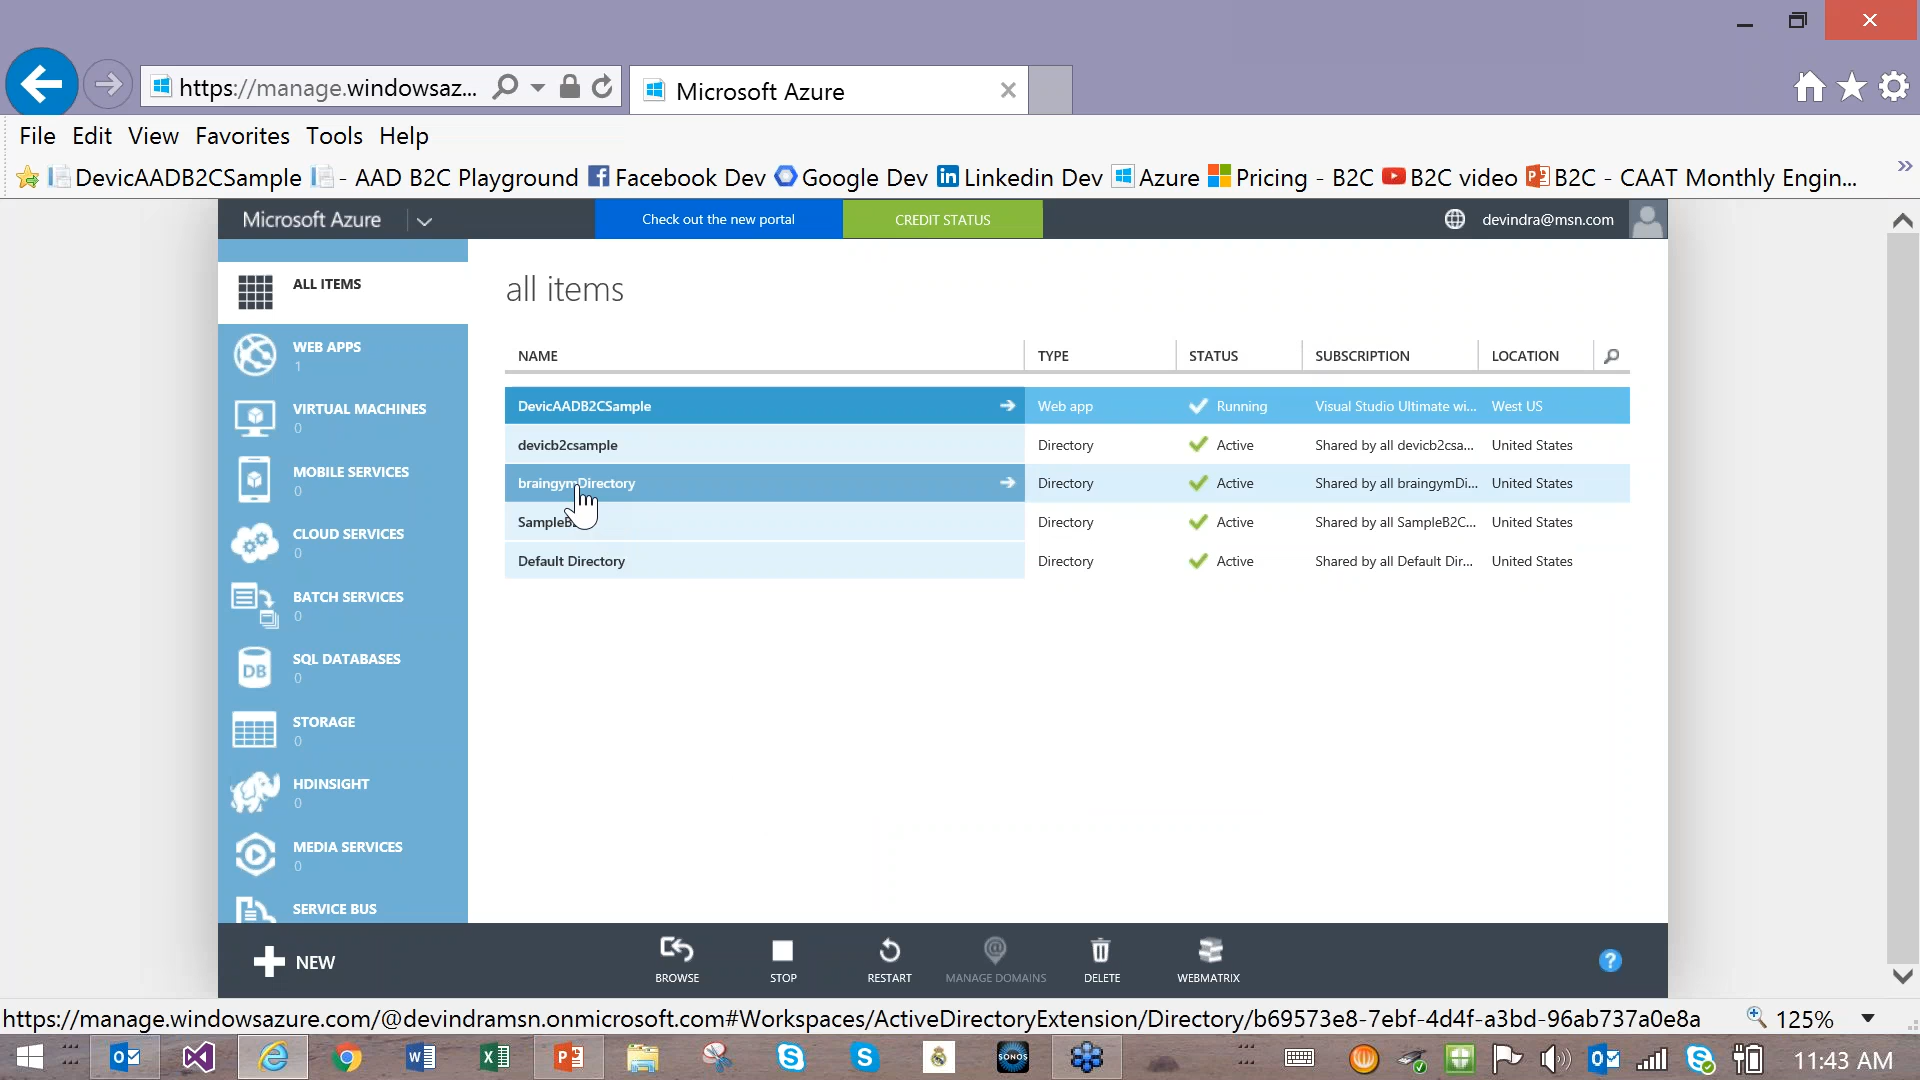 https://manage.windowsaz...
Microsoft Azure
File Edit View Favorites Tools Help
DevicAADB2CSample - AAD B2C Playground Facebook Dev Google Dev Linkedin Dev Azure Pricing - B2C B2C video B2C - CAAT Monthly Engin...
Microsoft Azure
Check out the new portal
CREDIT STATUS
devindra@msn.com
ALL ITEMS
WEB APPS
1
VIRTUAL MACHINES
0
MOBILE SERVICES
0
CLOUD SERVICES
0
BATCH SERVICES
0
SQL DATABASES
0
DB
STORAGE
0
HDINSIGHT
0
MEDIA SERVICES
0
SERVICE BUS
all items
NAME TYPE STATUS SUBSCRIPTION LOCATION
DevicAADB2CSample Web app Running Visual Studio Ultimate wi... West US
devicb2csample Directory Active Shared by all devicb2csa... United States
braingymDirectory Directory Active Shared by all braingymDi... United States
Directory Active Shared by all SampleB2C... United States
Default Directory Directory Active Shared by all Default Dir... United States
NEW
BROWSE STOP RESTART MANAGE DOMAINS DELETE WEBMATRIX
?
https://manage.windowsazure.com/@devindramsn.onmicrosoft.com#Workspaces/ActiveDirectoryExtension/Directory/b69573e8-7ebf-4d4f-a3bd-96ab737a0e8a
125%
SONOS
11:43 AM